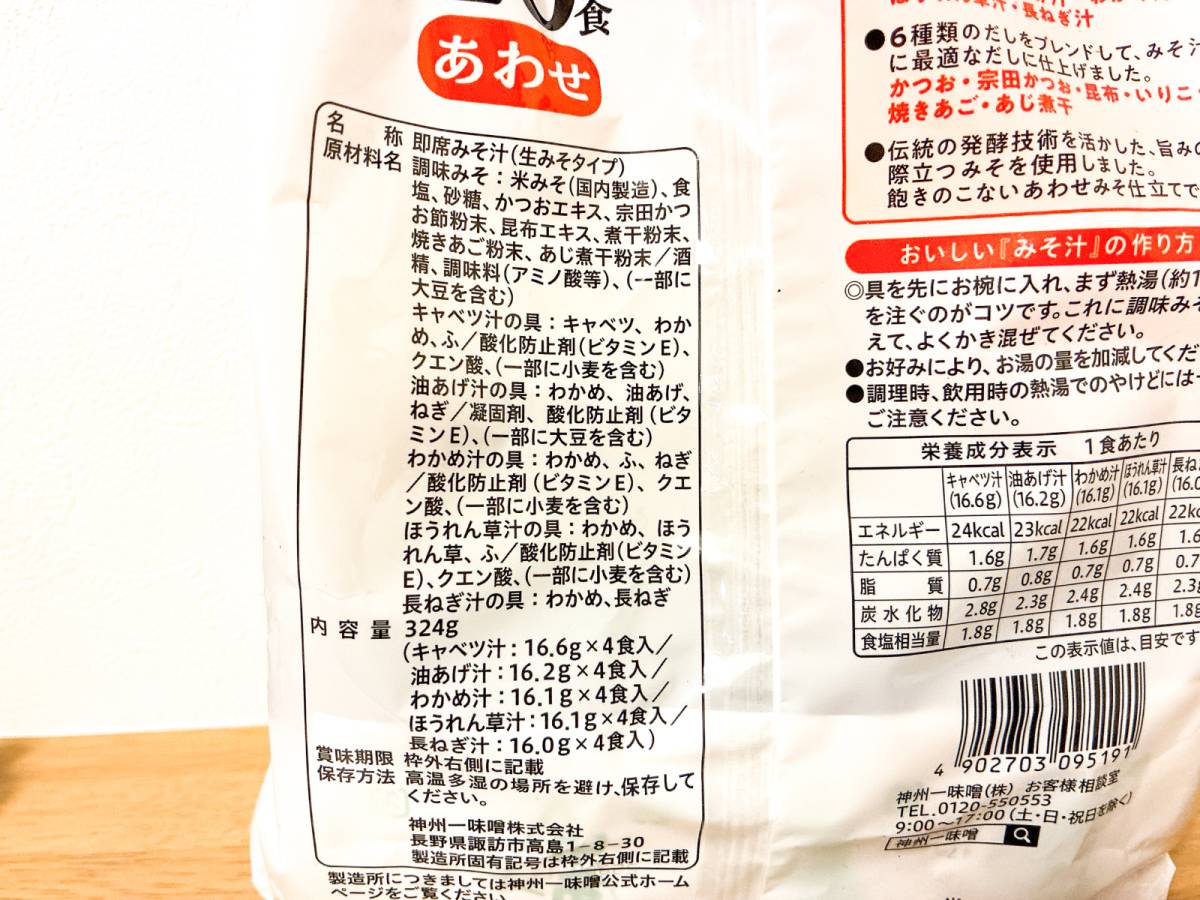 食
あわせ
名称 即席みそ汁(生みそタイプ)
原材料名 調味みそ：米みそ(国内製造)、食
塩、砂糖、かつおエキス、宗田かつ
お節粉末、昆布エキス、煮干粉末、
焼きあご粉末、あじ煮干粉末／酒
精、調味料(アミノ酸等)、(一部に
大豆を含む)
キャベツ汁の具：キャベツ、わか
め、ふ／酸化防止剤(ビタミンE)、
クエン酸、(一部に小麦を含む)
油あげ汁の具：わかめ、油あげ、
ねぎ／凝固剤、酸化防止剤(ビタ
ミンE)、(一部に大豆を含む)
わかめ汁の具：わかめ、ふ、ねぎ
／酸化防止剤(ビタミンE)、クエ
ン酸、(一部に小麦を含む)
ほうれん草汁の具：わかめ、ほう
れん草、ふ／酸化防止剤(ビタミン
E)、クエン酸、(一部に小麦を含む)
長ねぎ汁の具：わかめ、長ねぎ
内容量 324g
(キャベツ汁：16.6g×4食入／
油あげ汁：16.2g×4食入／
わかめ汁：16.1g×4食入／
ほうれん草汁：16.1g×4食入／
長ねぎ汁：16.0g×4食入)
賞味期限 枠外右側に記載
保存方法 高温多湿の場所を避け、保存して
ください。
神州一味噌株式会社
長野県諏訪市高島1-8-30
製造所固有記号は枠外右側に記載
製造所につきましては神州一味噌公式ホーム
ページをご覧ください
草汁・長ねぎ汁
●6種類のだしをブレンドして、みそ汁
に最適なだしに仕上げました。
かつお・宗田かつお・昆布・いりこ・
焼きあご・あじ煮干
●伝統の発酵技術を活かした、旨みの
際立つみそを使用しました。
飽きのこないあわせみそ仕立てで
おいしい『みそ汁』の作り方
◎具を先にお椀に入れ、まず熱湯(約1
を注ぐのがコツです。これに調味みそ
えて、よくかき混ぜてください。
●お好みにより、お湯の量を加減してくだ
●調理時、飲用時の熱湯でのやけどには
ご注意ください。
栄養成分表示 1食あたり
キャベツ汁(16.6g) 油あげ汁(16.2g) わかめ汁(16.1g) ほうれん草汁(16.1g) 長ね(16.0
エネルギー 24kcal 23kcal 22kcal 22kcal 22kc
たんぱく質 1.6g 1.7g 1.6g 1.6g 1.6
脂質 0.7g 0.8g 0.7g 0.7g 0.7
炭水化物 2.8g 2.3g 2.4g 2.4g 2.3g
食塩相当量 1.8g 1.8g 1.8g 1.8g 1.8g
この表示値は、目安です
4 902703 095191
神州一味噌(株) お客様相談室
TEL.0120-550553
9:00～17:00(土・日・祝日を除く)
神州一味噌